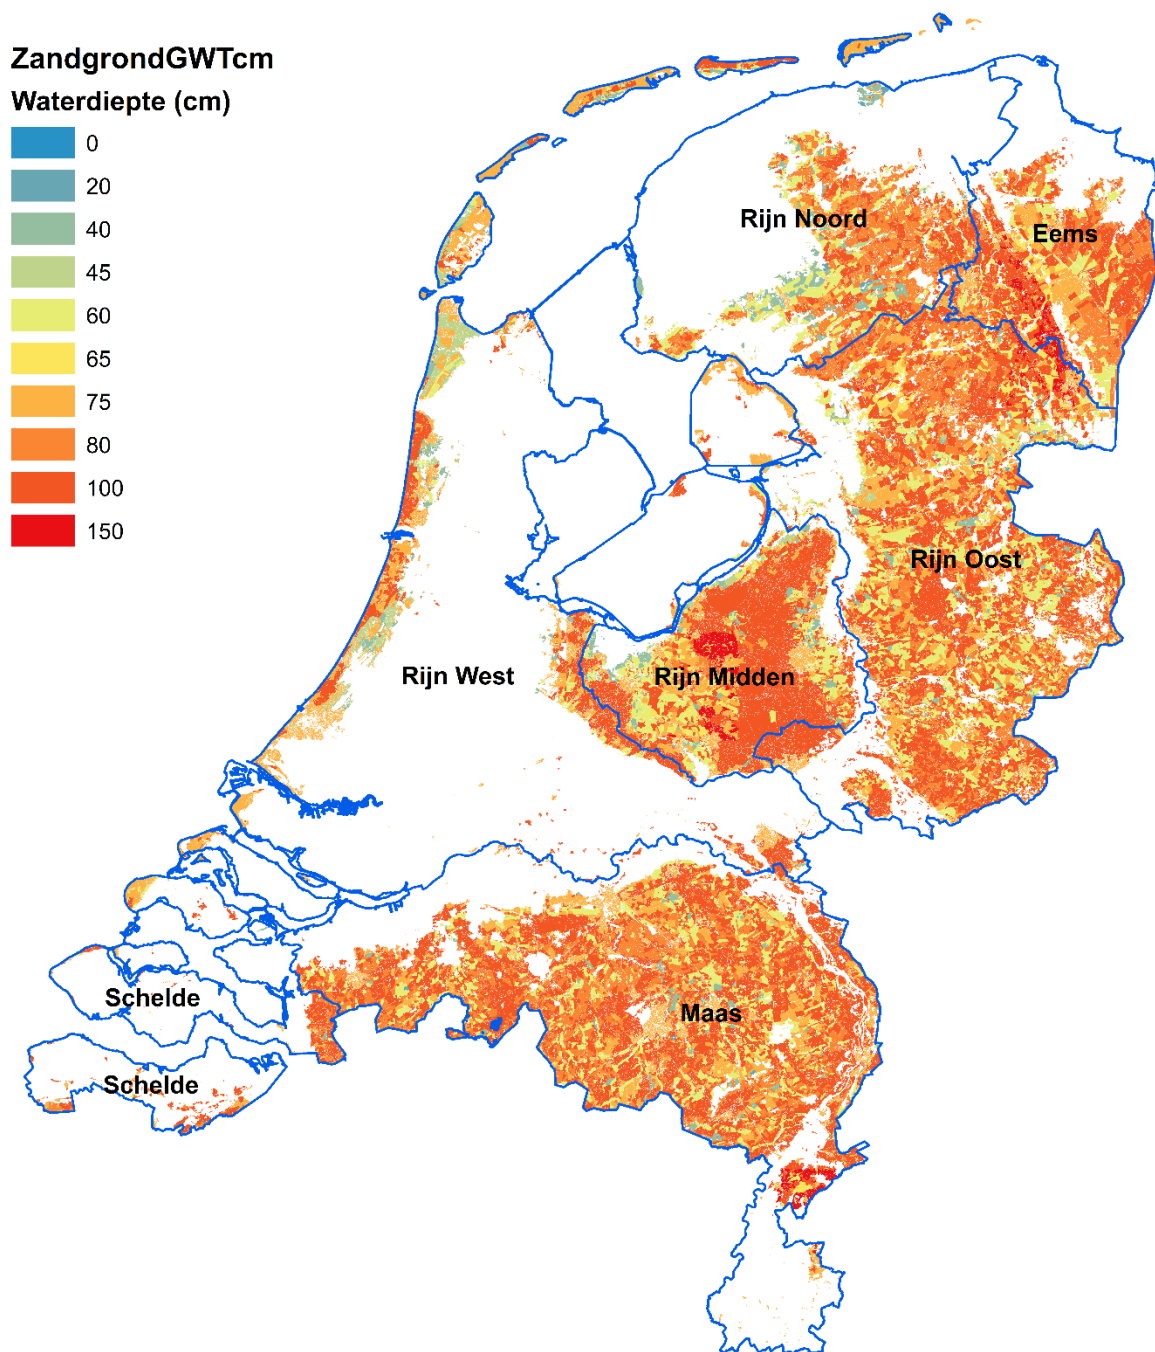 ZandgrondGWTcm
Waterdiepte (cm)
0
20
40
45
60
65
75
80
100
150
Rijn Noord
Eems
Rijn Oost
Rijn West
Rijn Midden
Schelde
Maas
Schelde